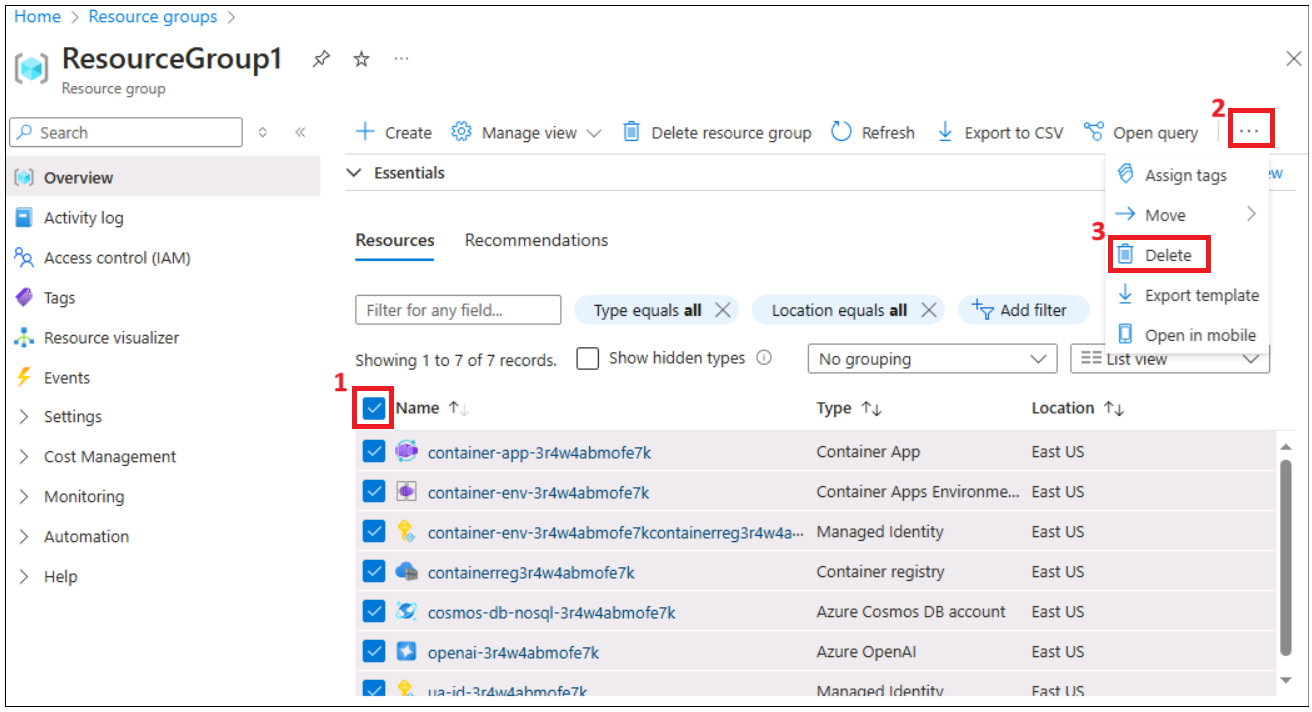 Home > Resource groups >
ResourceGroup1 ...
Resource group
Search
Create Manage view Delete resource group Refresh Export to CSV Open query 2 ...
Overview
Activity log
Access control (IAM)
Tags
Resource visualizer
Events
Settings
Cost Management
Monitoring
Automation
Help
Essentials
Assign tags
Move
3 Delete
Export template
Open in mobile
Resources Recommendations
Filter for any field... Type equals all Location equals all Add filter
Showing 1 to 7 of 7 records. Show hidden types No grouping List view
1 Name Type Location
container-app-3r4w4abmofe7k Container App East US
container-env-3r4w4abmofe7k Container Apps Environme... East US
container-env-3r4w4abmofe7kcontainerreg3r4w4a... Managed Identity East US
containerreg3r4w4abmofe7k Container registry East US
cosmos-db-nosql-3r4w4abmofe7k Azure Cosmos DB account East US
openai-3r4w4abmofe7k Azure OpenAI East US
ua-id-3r4w4abmofe7k Managed Identity East US